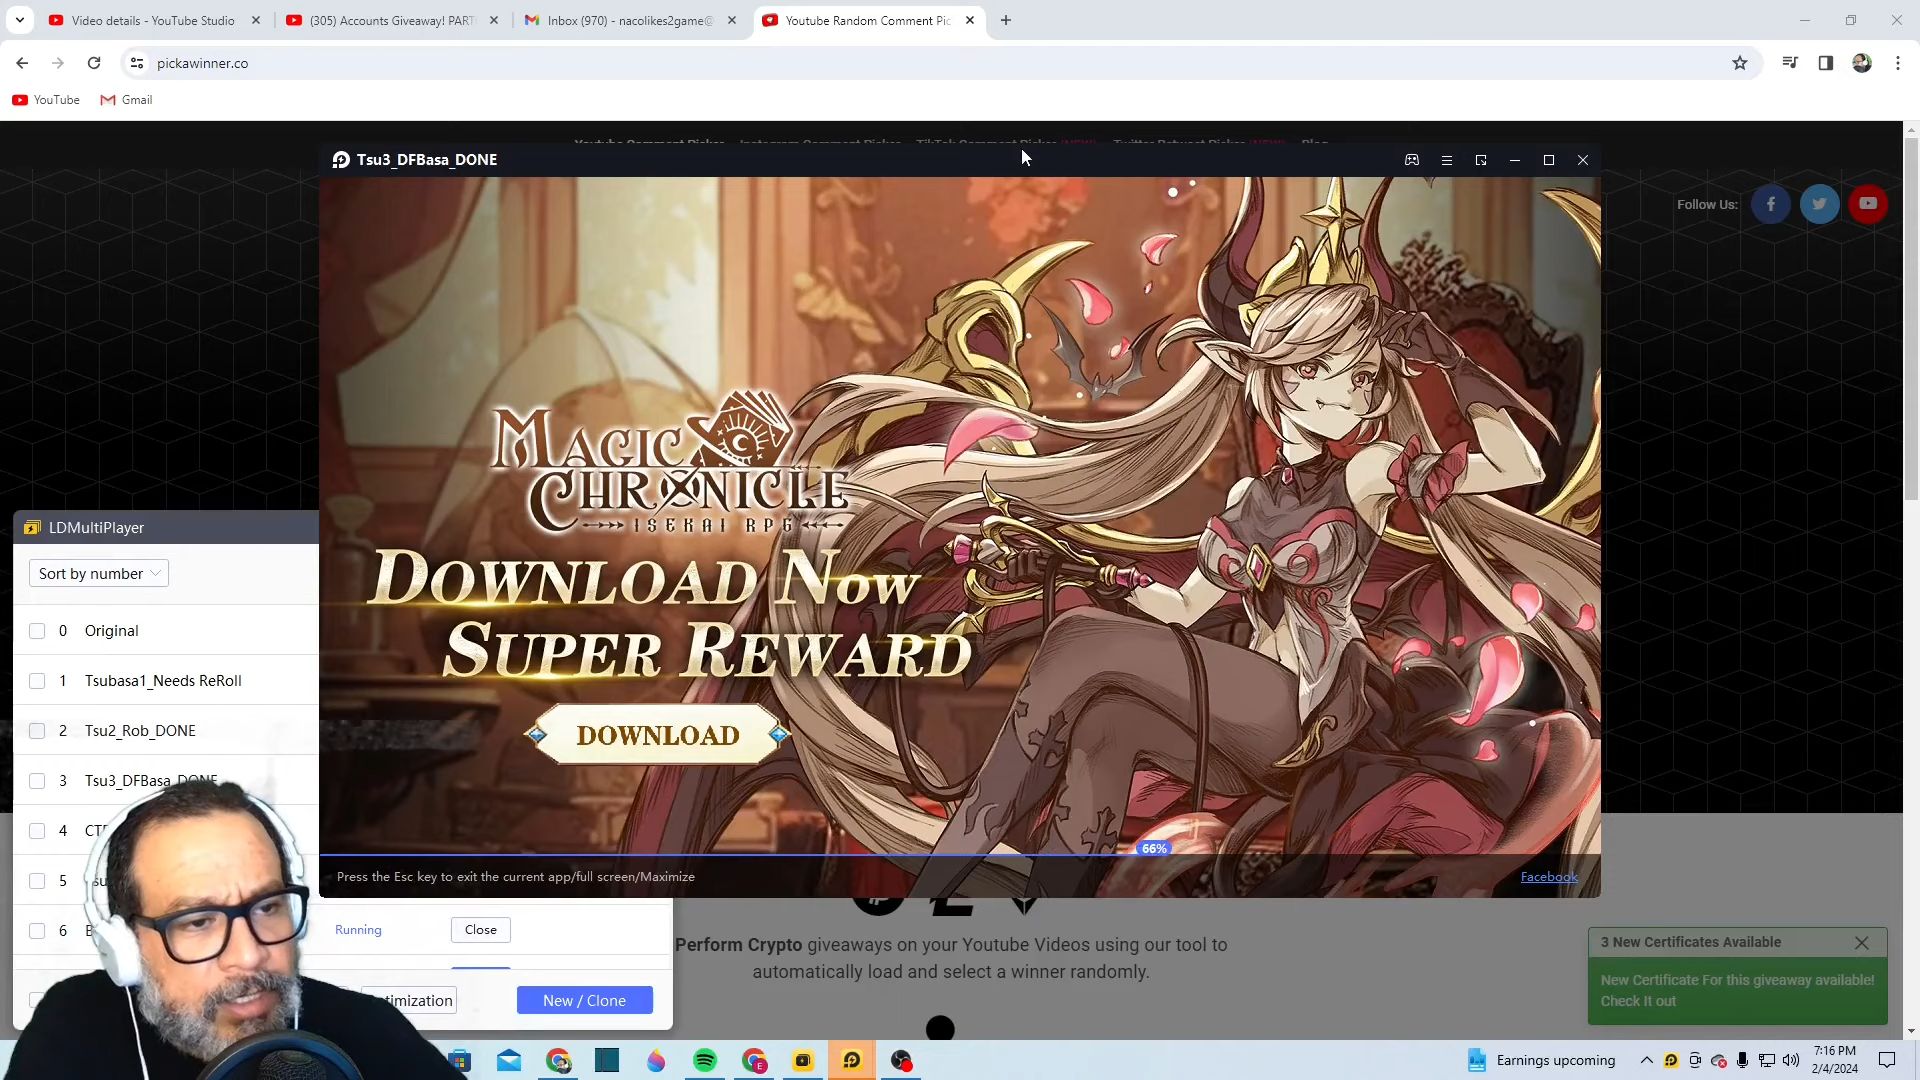 Video details - YouTube Studio
(305) Accounts Giveaway! PART
Inbox (970) - nacolikes2game@
Youtube Random Comment Pic
pickawinner.co
YouTube
Gmail
Tsu3_DFBasa_DONE
Follow Us:
MAGIC
CHRONICLE
ISEKAI RPG
DOWNLOAD NOW
SUPER REWARD
DOWNLOAD
66%
Press the Esc key to exit the current app/full screen/Maximize
Facebook
LDMultiPlayer
Sort by number
0 Original
1 Tsubasa1_Needs ReRoll
2 Tsu2_Rob_DONE
3 Tsu3_DFBasa_DONE
4
5
6
Running
Close
New / Clone
Perform Crypto giveaways on your Youtube Videos using our tool to
automatically load and select a winner randomly.
3 New Certificates Available
New Certificate For this giveaway available!
Check It out
Earnings upcoming
7:16 PM
2/4/2024